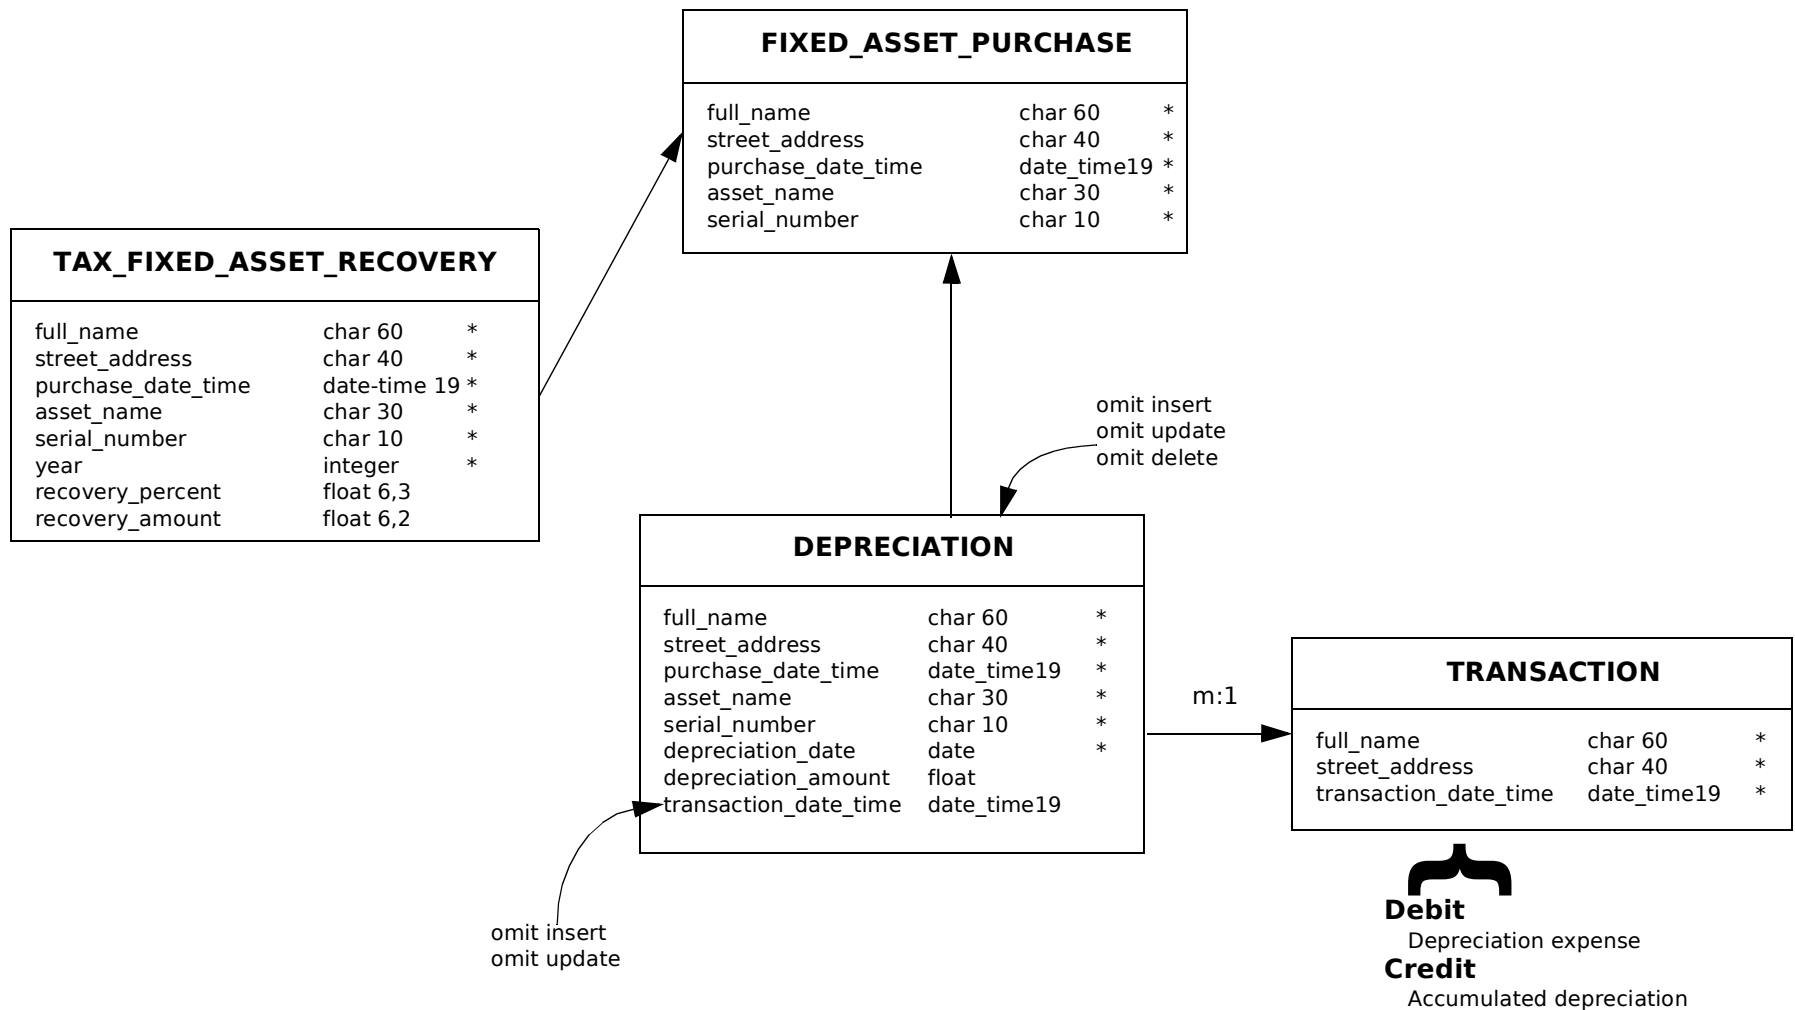 FIXED_ASSET_PURCHASE
full_name char 60 *
street_address char 40 *
purchase_date_time date_time19 *
asset_name char 30 *
serial_number char 10 *
TAX_FIXED_ASSET_RECOVERY
full_name char 60 *
street_address char 40 *
purchase_date_time date-time 19 *
asset_name char 30 *
serial_number char 10 *
year integer *
recovery_percent float 6,3
recovery_amount float 6,2
omit insert
omit update
omit delete
DEPRECIATION
full_name char 60 *
street_address char 40 *
purchase_date_time date_time19 *
asset_name char 30 *
serial_number char 10 *
depreciation_date date *
depreciation_amount float
transaction_date_time date_time19
omit insert
omit update
m:1
TRANSACTION
full_name char 60 *
street_address char 40 *
transaction_date_time date_time19 *
Debit
Depreciation expense
Credit
Accumulated depreciation